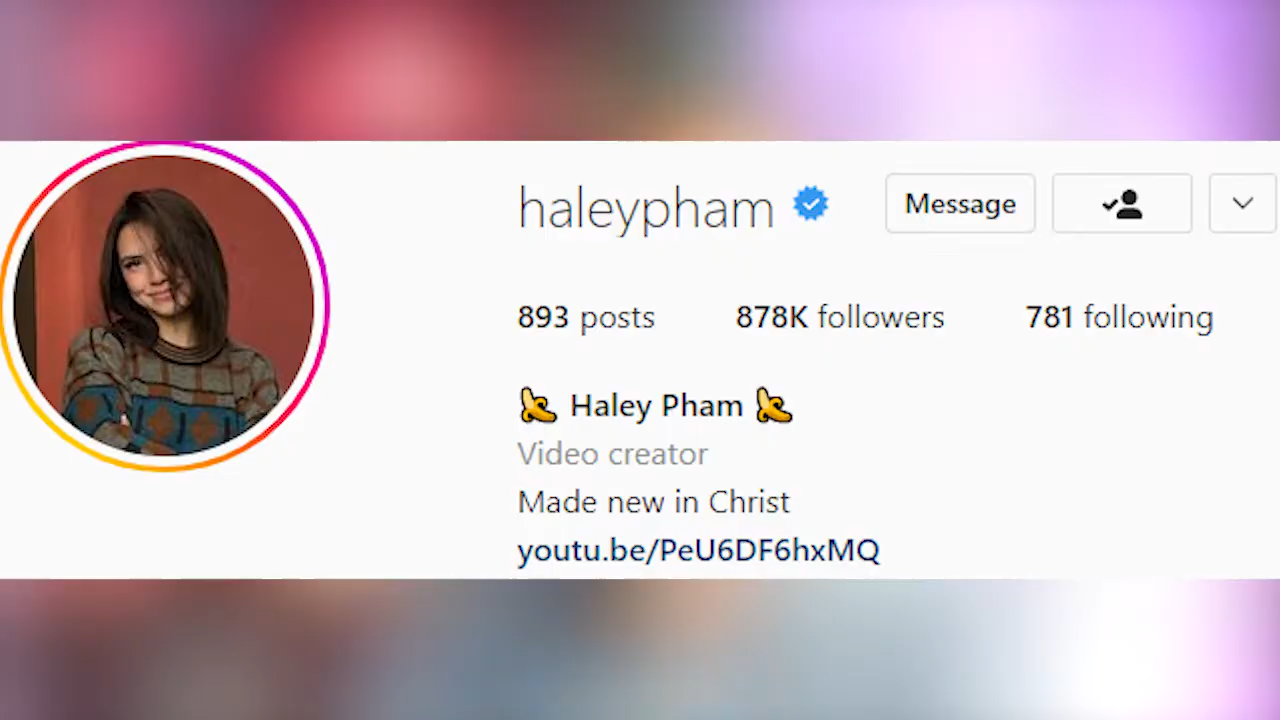 haleypham Message
893 posts 878K followers 781 following
Haley Pham
Video creator
Made new in Christ
youtu.be/PeU6DF6hxMQ